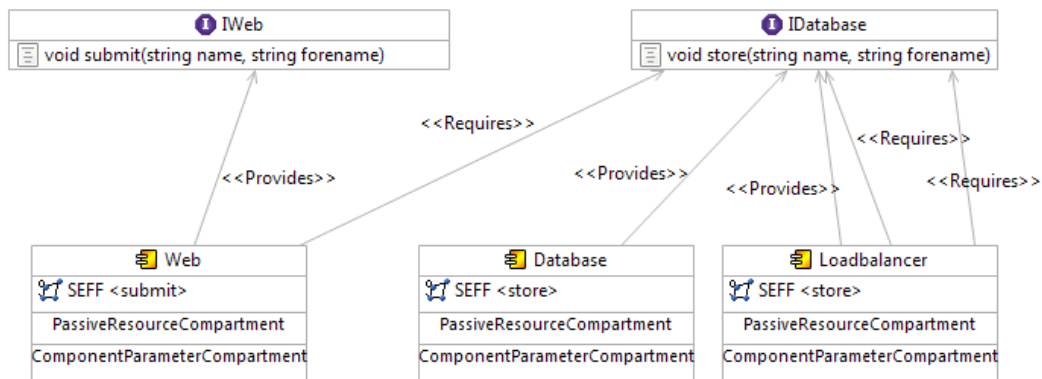 IWeb
void submit(string name, string forename)
IDatabase
void store(string name, string forename)
<<Requires>>
<<Requires>>
<<Provides>>
<<Provides>>
<<Provides>>
<<Requires>>
Web
SEFF <submit>
PassiveResourceCompartment
ComponentParameterCompartment
Database
SEFF <store>
PassiveResourceCompartment
ComponentParameterCompartment
Loadbalancer
SEFF <store>
PassiveResourceCompartment
ComponentParameterCompartment